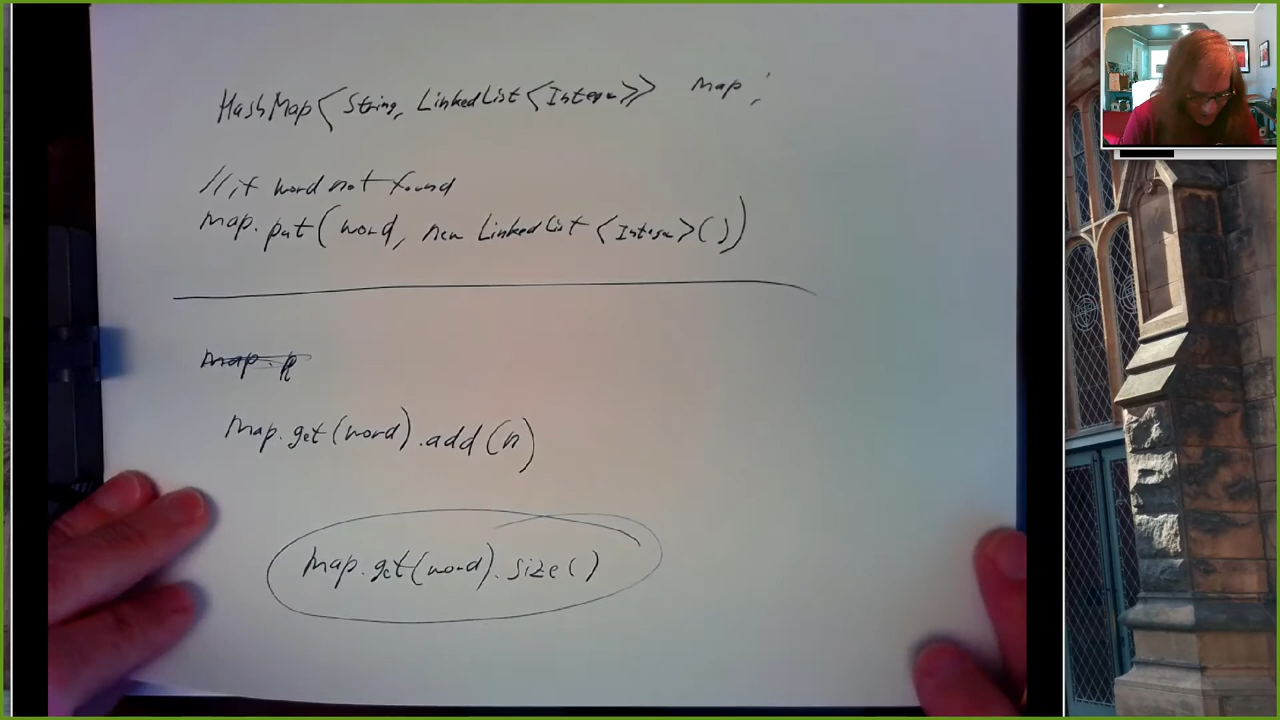 HashMap<String, LinkedList<Integer>> map;
//if word not found
map.put(word, new LinkedList<Integer>())
map.p
map.get(word).add(n)
map.get(word).size()